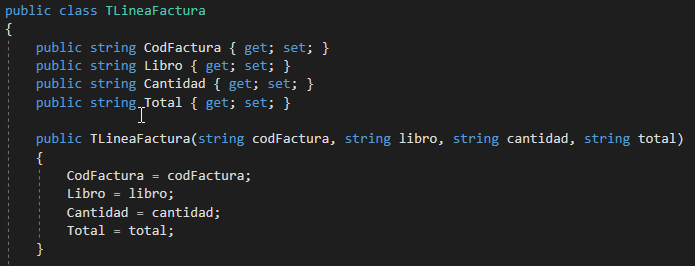 public class TLineaFactura
{
public string CodFactura { get; set; }
public string Libro { get; set; }
public string Cantidad { get; set; }
public string Total { get; set; }
public TLineaFactura(string codFactura, string libro, string cantidad, string total)
{
CodFactura = codFactura;
Libro = libro;
Cantidad = cantidad;
Total = total;
}